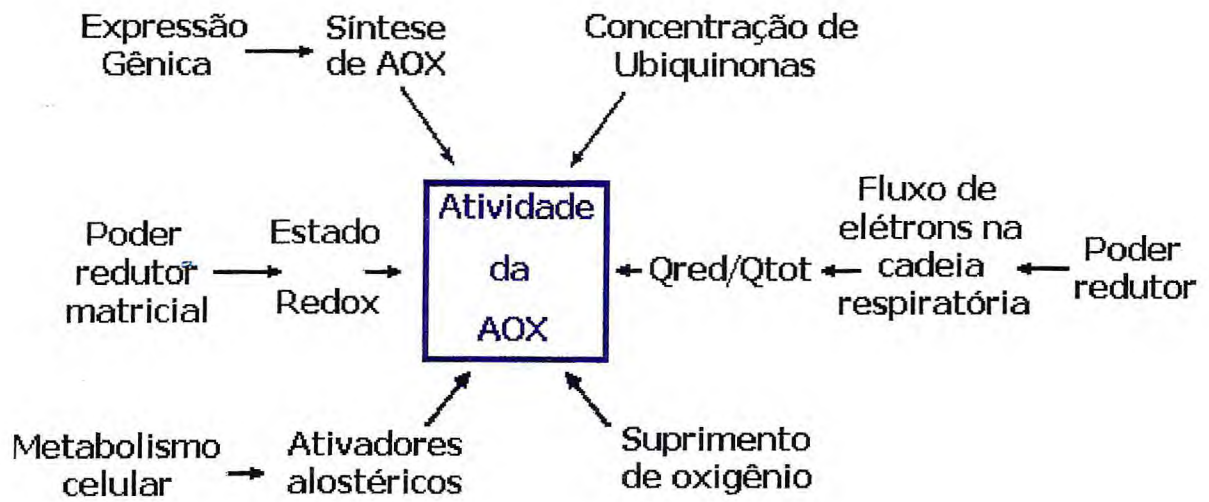 Expressão
Gênica
Síntese
de AOX
Concentração de
Ubiquinonas
Poder
redutor
matricial
Estado
Redox
Atividade
da
AOX
Qred/Qtot
Fluxo de
elétrons na
cadeia
respiratória
Poder
redutor
Metabolismo
celular
Ativadores
alostéricos
Suprimento
de oxigênio